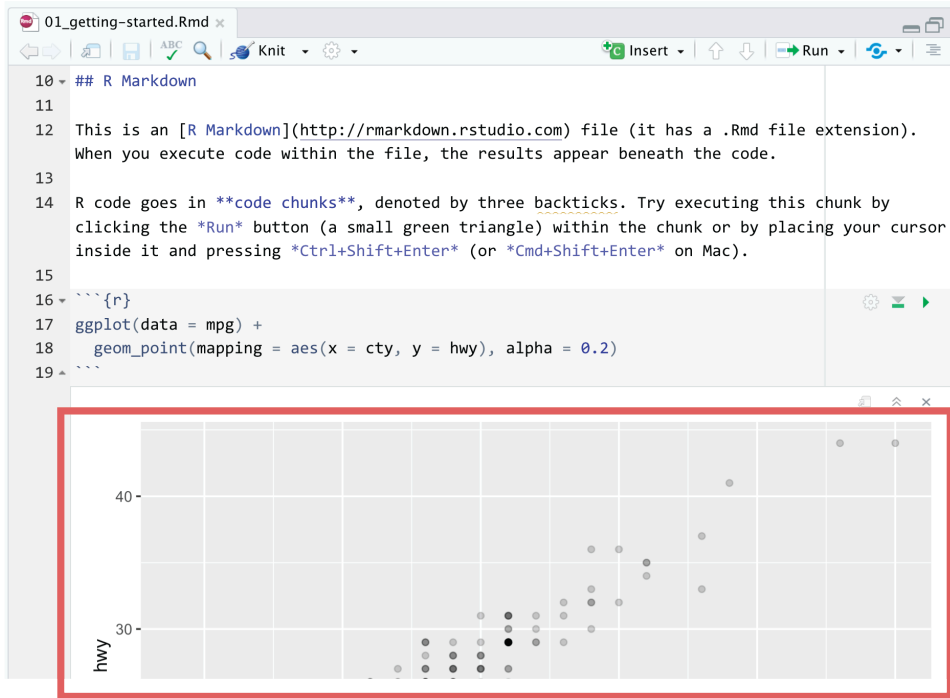 01_getting-started.Rmd
ABC Knit Insert Run
10 ## R Markdown
11
12 This is an [R Markdown](http://rmarkdown.rstudio.com) file (it has a .Rmd file extension).
When you execute code within the file, the results appear beneath the code.
13
14 R code goes in **code chunks**, denoted by three backticks. Try executing this chunk by
clicking the *Run* button (a small green triangle) within the chunk or by placing your cursor
inside it and pressing *Ctrl+Shift+Enter* (or *Cmd+Shift+Enter* on Mac).
15
16 ```{r}
17 ggplot(data = mpg) +
18   geom_point(mapping = aes(x = cty, y = hwy), alpha = 0.2)
19 ```
40
30
hwy